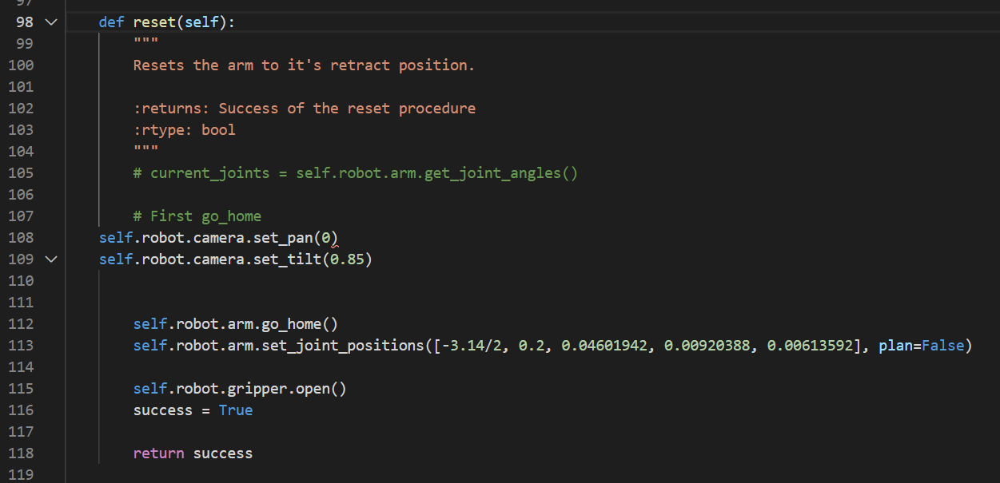 97
98 def reset(self):
99 """
100 Resets the arm to it's retract position.
101
102 :returns: Success of the reset procedure
103 :rtype: bool
104 """
105 # current_joints = self.robot.arm.get_joint_angles()
106
107 # First go_home
108 self.robot.camera.set_pan(0)
109 self.robot.camera.set_tilt(0.85)
110
111
112 self.robot.arm.go_home()
113 self.robot.arm.set_joint_positions([-3.14/2, 0.2, 0.04601942, 0.00920388, 0.00613592], plan=False)
114
115 self.robot.gripper.open()
116 success = True
117
118 return success
119